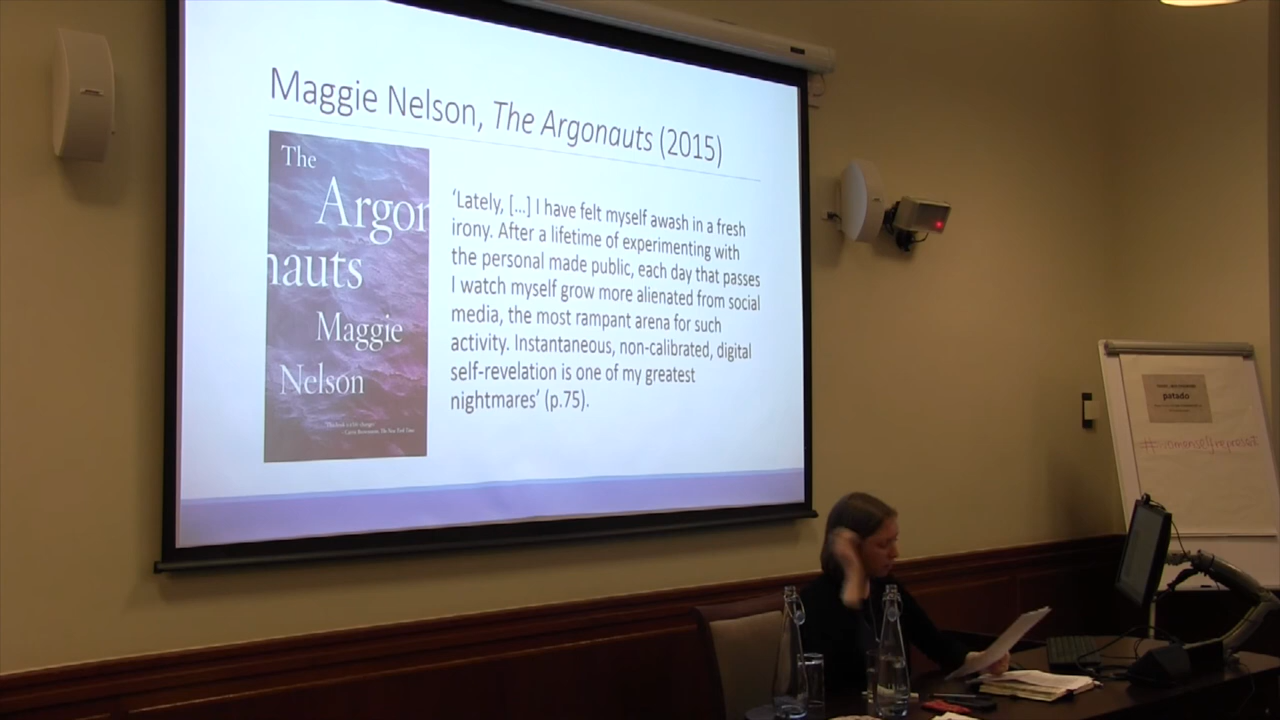 Maggie Nelson, The Argonauts (2015)
The
Argon
nauts
Maggie
Nelson
'Lately, [...] I have felt myself awash in a fresh
irony. After a lifetime of experimenting with
the personal made public, each day that passes
I watch myself grow more alienated from social
media, the most rampant arena for such
activity. Instantaneous, non-calibrated, digital
self-revelation is one of my greatest
nightmares' (p.75).
patado